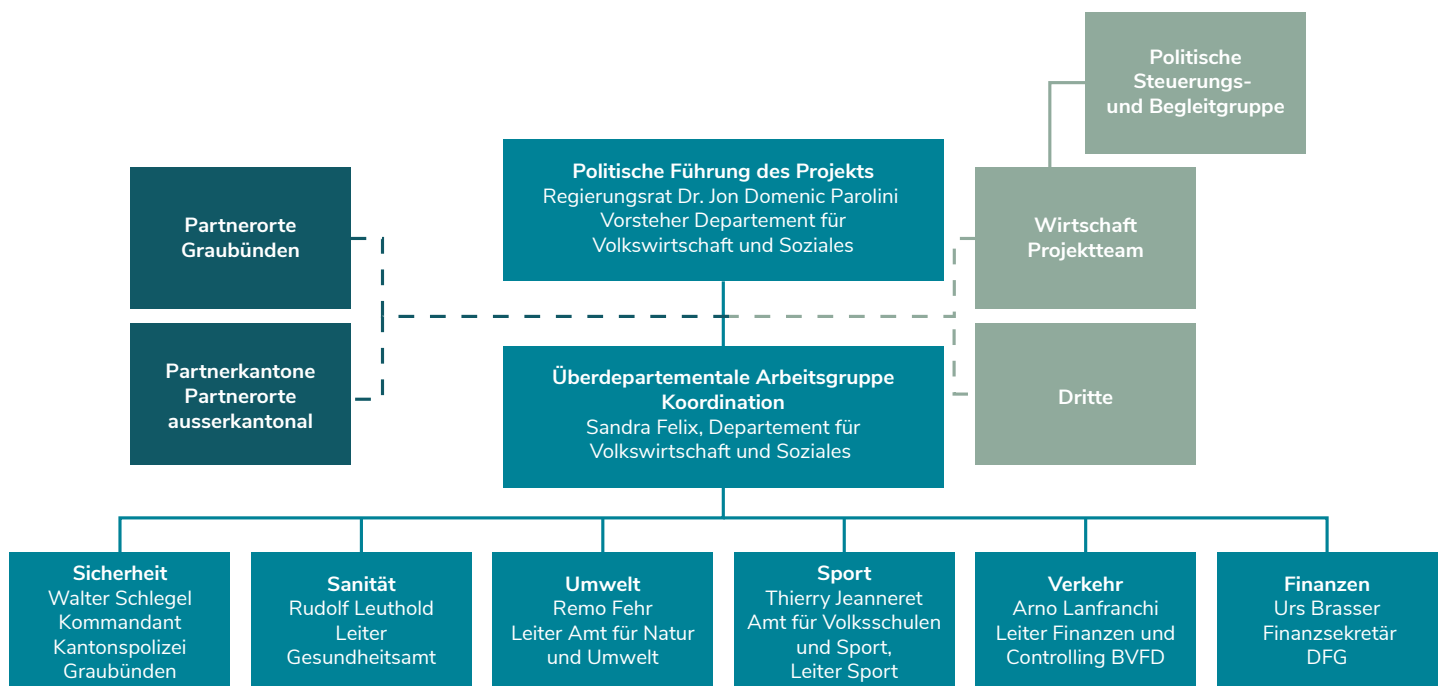 Politische
Steuerungs-
und Begleitgruppe
Politische Führung des Projekts
Regierungsrat Dr. Jon Domenic Parolini
Vorsteher Departement für
Volkswirtschaft und Soziales
Partnerorte
Graubünden
Wirtschaft
Projektteam
Partnerkantone
Partnerorte
ausserkantonal
Überdepartementale Arbeitsgruppe
Koordination
Sandra Felix, Departement für
Volkswirtschaft und Soziales
Dritte
Sicherheit
Walter Schlegel
Kommandant
Kantonspolizei
Graubünden
Sanität
Rudolf Leuthold
Leiter
Gesundheitsamt
Umwelt
Remo Fehr
Leiter Amt für Natur
und Umwelt
Sport
Thierry Jeanneret
Amt für Volksschulen
und Sport,
Leiter Sport
Verkehr
Arno Lanfranchi
Leiter Finanzen und
Controlling BVFD
Finanzen
Urs Brasser
Finanzsekretär
DFG